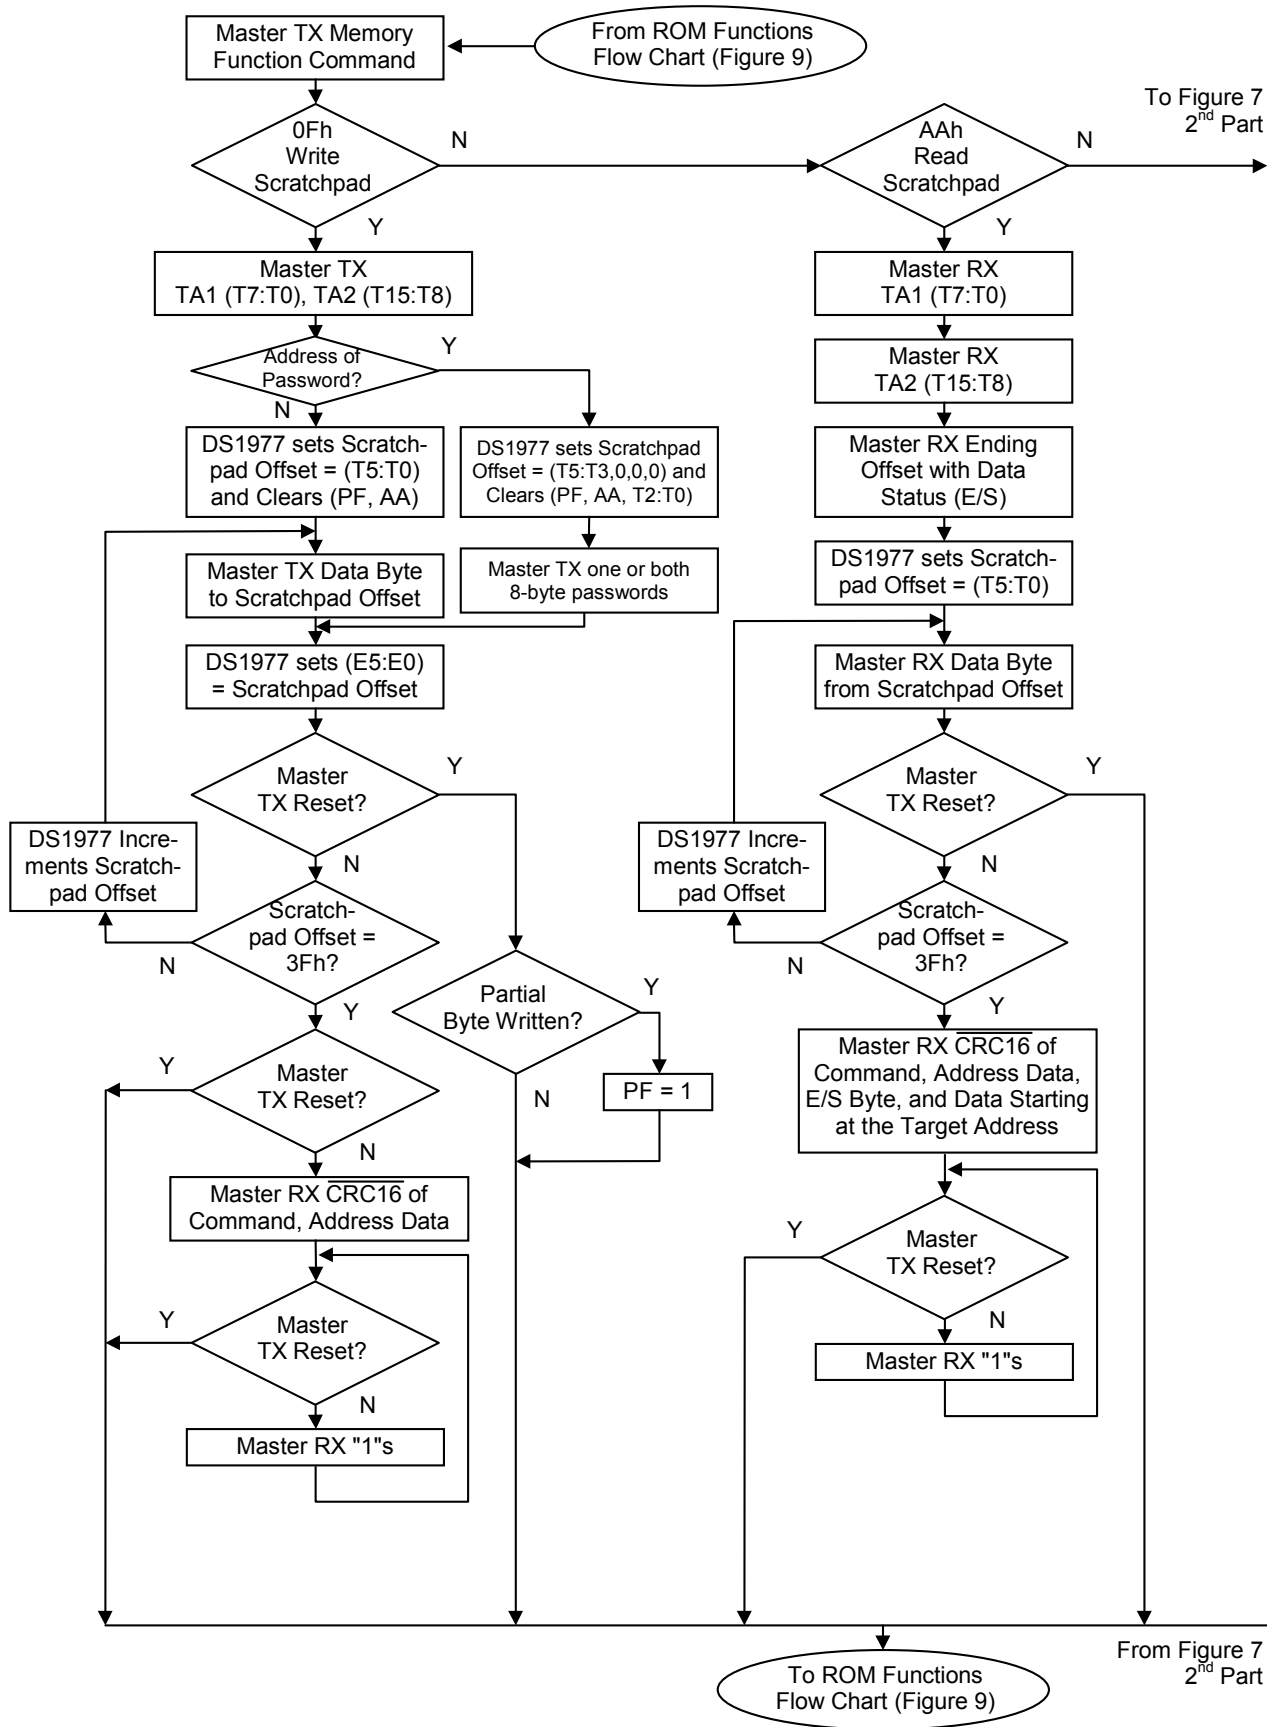 Master TX Memory
Function Command
From ROM Functions
Flow Chart (Figure 9)
To Figure 7
2nd Part
0Fh
Write
Scratchpad
N
Y
AAh
Read
Scratchpad
N
Y
Master TX
TA1 (T7:T0), TA2 (T15:T8)
Master RX
TA1 (T7:T0)
Address of
Password?
Y
N
Master RX
TA2 (T15:T8)
DS1977 sets Scratch-
pad Offset = (T5:T0)
and Clears (PF, AA)
DS1977 sets Scratchpad
Offset = (T5:T3,0,0,0) and
Clears (PF, AA, T2:T0)
Master RX Ending
Offset with Data
Status (E/S)
Master TX Data Byte
to Scratchpad Offset
Master TX one or both
8-byte passwords
DS1977 sets Scratch-
pad Offset = (T5:T0)
DS1977 sets (E5:E0)
= Scratchpad Offset
Master RX Data Byte
from Scratchpad Offset
Master
TX Reset?
Y
N
Master
TX Reset?
Y
N
DS1977 Incre-
ments Scratch-
pad Offset
DS1977 Incre-
ments Scratch-
pad Offset
Scratch-
pad Offset =
3Fh?
N
Y
Scratch-
pad Offset =
3Fh?
N
Y
Partial
Byte Written?
Y
N
PF = 1
Master
TX Reset?
Y
N
Master RX CRC16 of
Command, Address Data,
E/S Byte, and Data Starting
at the Target Address
Master RX CRC16 of
Command, Address Data
Master
TX Reset?
Y
N
Master
TX Reset?
Y
N
Master RX "1"s
Master RX "1"s
From Figure 7
2nd Part
To ROM Functions
Flow Chart (Figure 9)